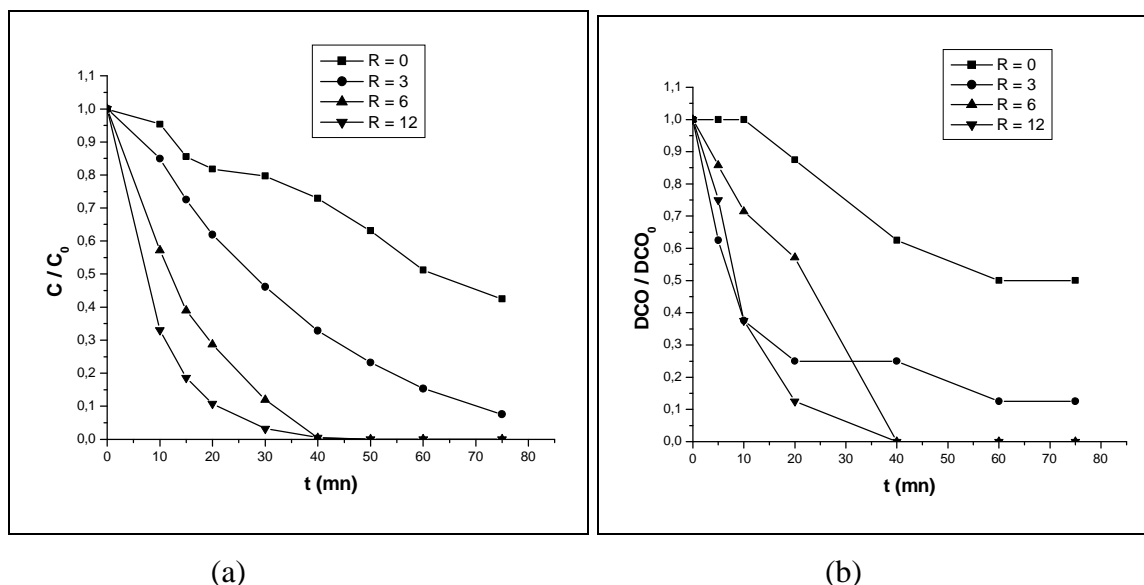 R = 0
R = 3
R = 6
R = 12
1,1
1,0
0,9
0,8
0,7
0,6
0,5
0,4
0,3
0,2
0,1
0,0
C / C0
0 10 20 30 40 50 60 70 80
t (mn)
(a)
R = 0
R = 3
R = 6
R = 12
1,1
1,0
0,9
0,8
0,7
0,6
0,5
0,4
0,3
0,2
0,1
0,0
DCO / DCO0
0 10 20 30 40 50 60 70 80
t (mn)
(b)